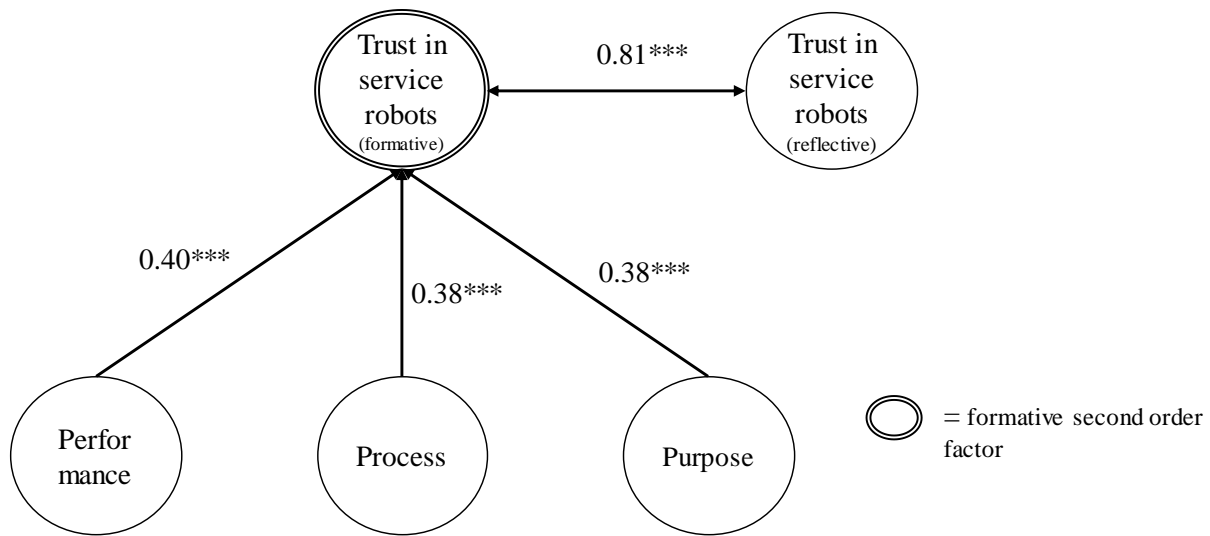 Trust in
service
robots
(formative)
0.81***
Trust in
service
robots
(reflective)
0.40***
0.38***
0.38***
Perfor
mance
Process
Purpose
= formative second order
factor